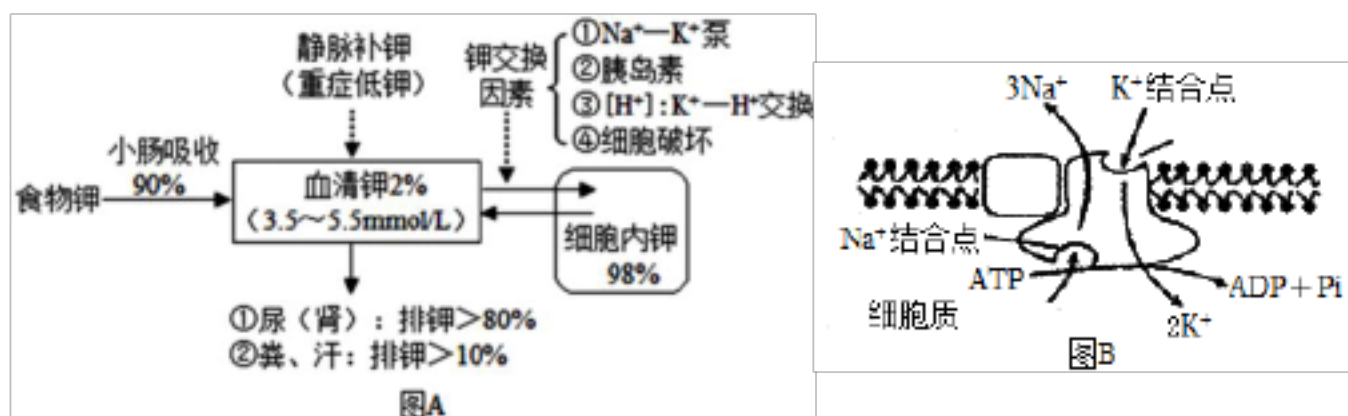 静脉补钾
(重症低钾)
钾交换
因素
①Na⁺—K⁺泵
②胰岛素
③[H⁺]:K⁺—H⁺交换
④细胞破坏
小肠吸收
90%
食物钾
血清钾2%
(3.5～5.5mmol/L)
细胞内钾
98%
①尿(肾):排钾>80%
②粪、汗:排钾>10%
图A
3Na⁺
K⁺结合点
Na⁺结合点
ATP
ADP+Pi
细胞质
2K⁺
图B